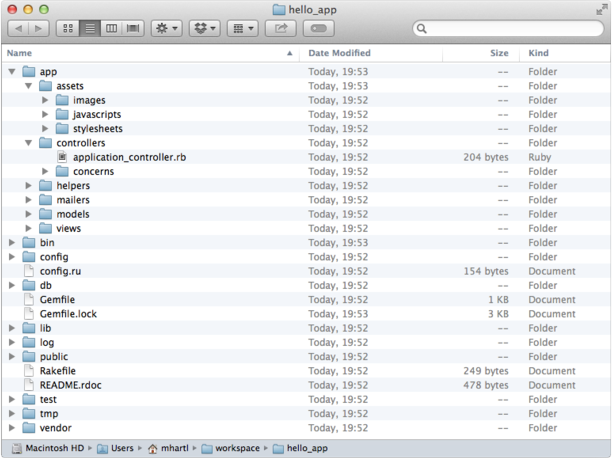 hello_app
Name Date Modified Size Kind
app Today, 19:53 -- Folder
assets Today, 19:53 -- Folder
images Today, 19:52 -- Folder
javascripts Today, 19:52 -- Folder
stylesheets Today, 19:52 -- Folder
controllers Today, 19:52 -- Folder
application_controller.rb Today, 19:52 204 bytes Ruby
concerns Today, 19:52 -- Folder
helpers Today, 19:52 -- Folder
mailers Today, 19:52 -- Folder
models Today, 19:52 -- Folder
views Today, 19:52 -- Folder
bin Today, 19:53 -- Folder
config Today, 19:52 -- Folder
config.ru Today, 19:52 154 bytes Document
db Today, 19:52 -- Folder
Gemfile Today, 19:52 1 KB Document
Gemfile.lock Today, 19:53 3 KB Document
lib Today, 19:52 -- Folder
log Today, 19:52 -- Folder
public Today, 19:52 -- Folder
Rakefile Today, 19:52 249 bytes Document
README.rdoc Today, 19:52 478 bytes Document
test Today, 19:52 -- Folder
tmp Today, 19:52 -- Folder
vendor Today, 19:52 -- Folder
Macintosh HD Users mhartl workspace hello_app